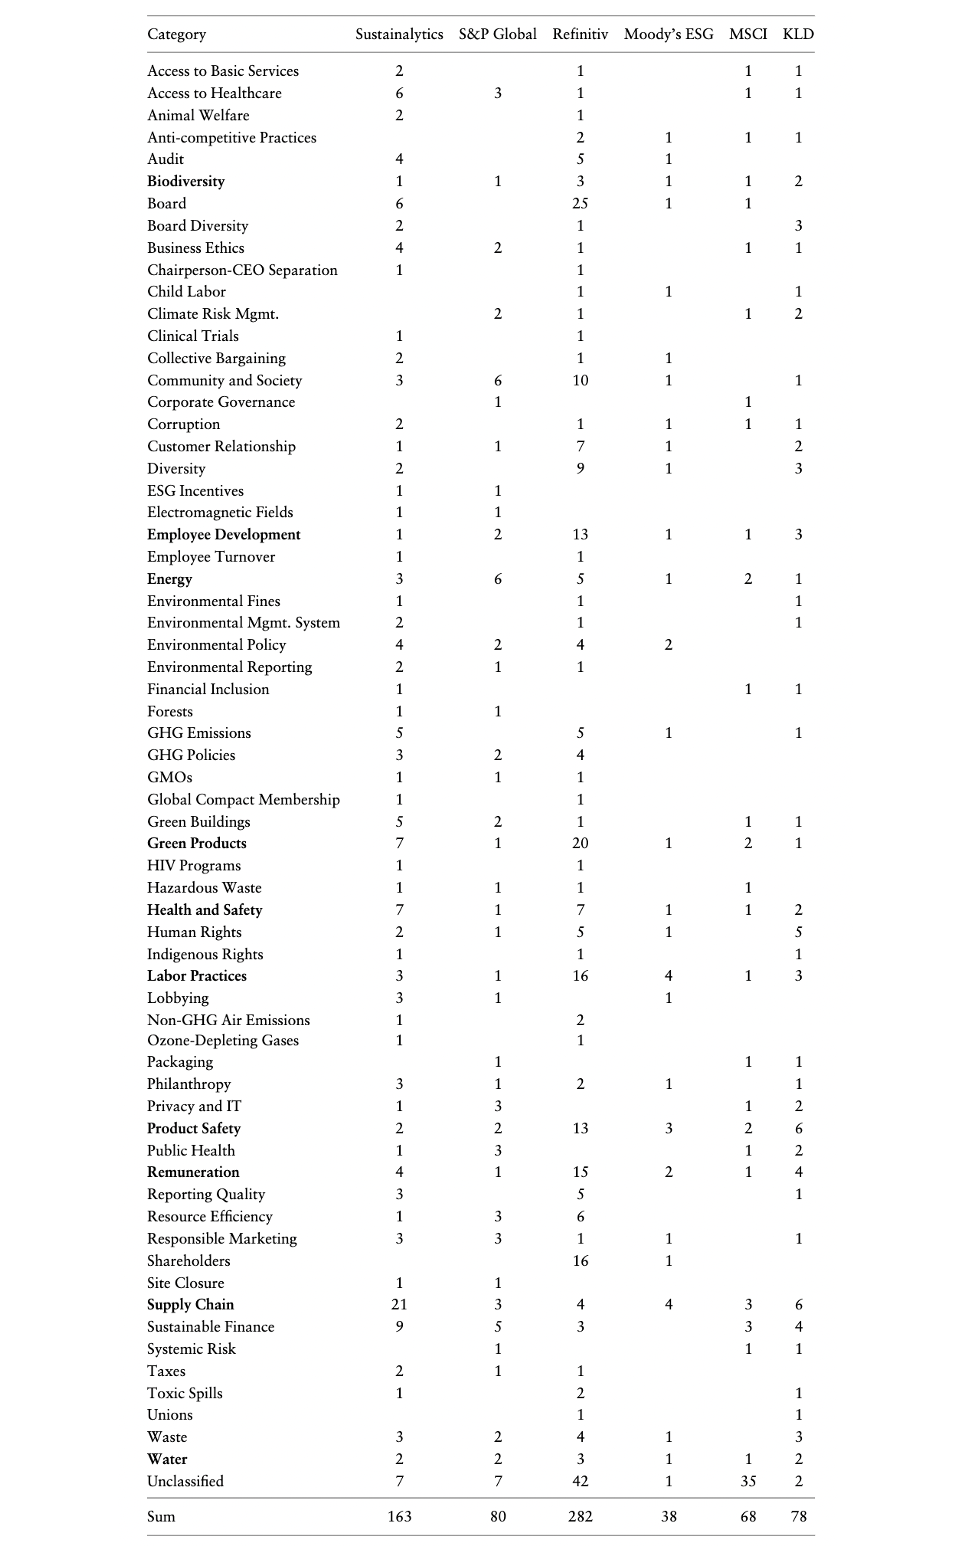 Category Sustainalytics S&P Global Refinitiv Moody's ESG MSCI KLD
Access to Basic Services 2 1 1 1
Access to Healthcare 6 3 1 1 1
Animal Welfare 2 1
Anti-competitive Practices 2 1 1 1
Audit 4 5 1
Biodiversity 1 1 3 1 1 2
Board 6 25 1 1
Board Diversity 2 1 3
Business Ethics 4 2 1 1 1
Chairperson-CEO Separation 1 1
Child Labor 1 1 1
Climate Risk Mgmt. 2 1 1 2
Clinical Trials 1 1
Collective Bargaining 2 1 1
Community and Society 3 6 10 1 1
Corporate Governance 1 1
Corruption 2 1 1 1 1
Customer Relationship 1 1 7 1 2
Diversity 2 9 1 3
ESG Incentives 1 1
Electromagnetic Fields 1 1
Employee Development 1 2 13 1 1 3
Employee Turnover 1 1
Energy 3 6 5 1 2 1
Environmental Fines 1 1 1
Environmental Mgmt. System 2 1 1
Environmental Policy 4 2 4 2
Environmental Reporting 2 1 1
Financial Inclusion 1 1 1
Forests 1 1
GHG Emissions 5 5 1 1
GHG Policies 3 2 4
GMOs 1 1 1
Global Compact Membership 1 1
Green Buildings 5 2 1 1 1
Green Products 7 1 20 1 2 1
HIV Programs 1 1
Hazardous Waste 1 1 1 1
Health and Safety 7 1 7 1 1 2
Human Rights 2 1 5 1 5
Indigenous Rights 1 1 1
Labor Practices 3 1 16 4 1 3
Lobbying 3 1 1
Non-GHG Air Emissions 1 2
Ozone-Depleting Gases 1 1
Packaging 1 1 1
Philanthropy 3 1 2 1 1
Privacy and IT 1 3 1 2
Product Safety 2 2 13 3 2 6
Public Health 1 3 1 2
Remuneration 4 1 15 2 1 4
Reporting Quality 3 5 1
Resource Efficiency 1 3 6
Responsible Marketing 3 3 1 1 1
Shareholders 16 1
Site Closure 1 1
Supply Chain 21 3 4 4 3 6
Sustainable Finance 9 5 3 3 4
Systemic Risk 1 1 1
Taxes 2 1 1
Toxic Spills 1 2 1
Unions 1 1
Waste 3 2 4 1 3
Water 2 2 3 1 1 2
Unclassified 7 7 42 1 35 2
Sum 163 80 282 38 68 78